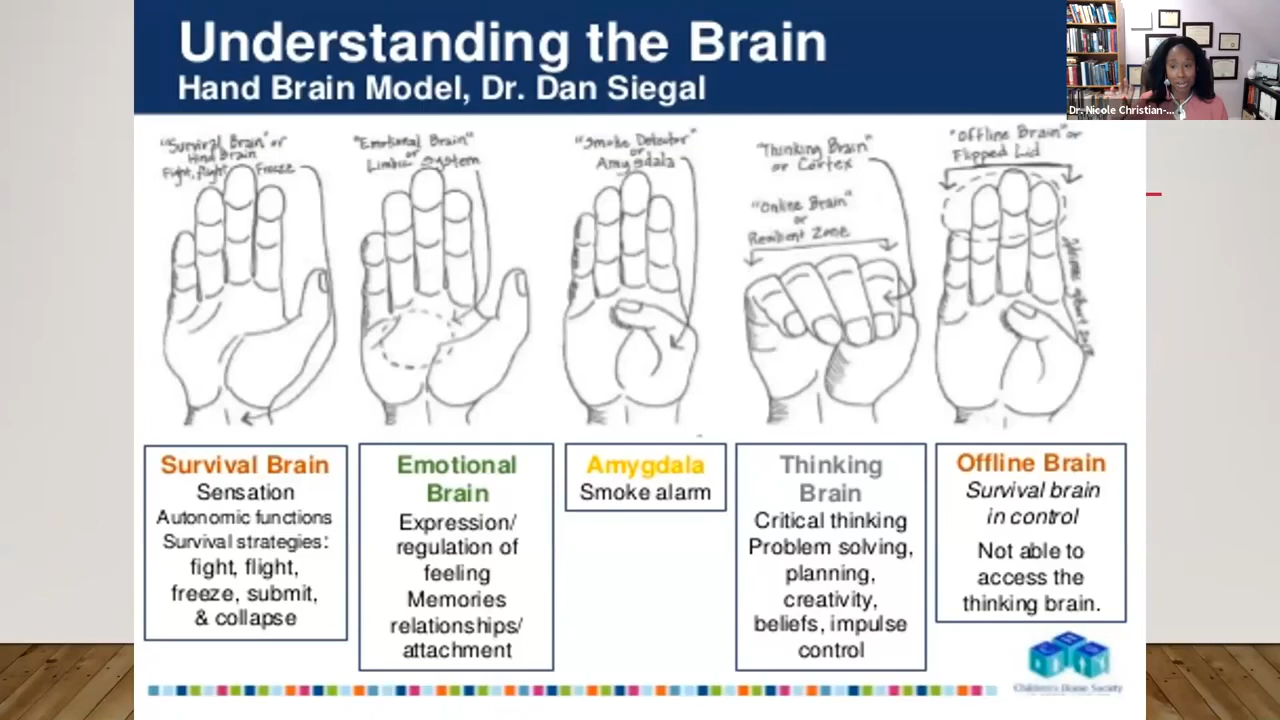 Understanding the Brain
Hand Brain Model, Dr. Dan Siegal
Dr. Nicole Christian-...
"Survival Brain" or
Hind Brain
Fight, flight Freeze
"Emotional Brain"
or
Limbic System
"Smoke Detector"
or
Amygdala
"Thinking Brain"
or Cortex
"Online Brain"
or
Resilient Zone
"Offline Brain" or
Flipped Lid
Survival Brain
Sensation
Autonomic functions
Survival strategies:
fight, flight,
freeze, submit,
& collapse
Emotional
Brain
Expression/
regulation of
feeling
Memories
relationships/
attachment
Amygdala
Smoke alarm
Thinking
Brain
Critical thinking
Problem solving,
planning,
creativity,
beliefs, impulse
control
Offline Brain
Survival brain
in control
Not able to
access the
thinking brain.
Children's Home Society